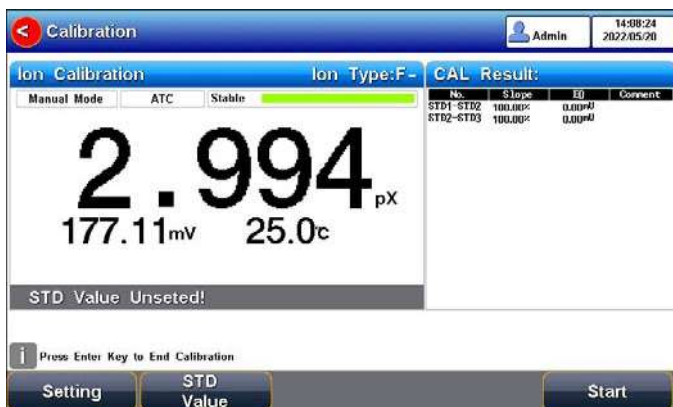 < Calibration
Admin
14:08:24
2022/05/20
Ion Calibration Ion Type:F-
Manual Mode ATC Stable
2.994 pX
177.11mV 25.0℃
STD Value Unseted!
CAL Result:
No. Slope E0 Comment
STD1-STD2 100.00% 0.00mV
STD2-STD3 100.00% 0.00mV
i Press Enter Key to End Calibration
Setting
STD
Value
Start